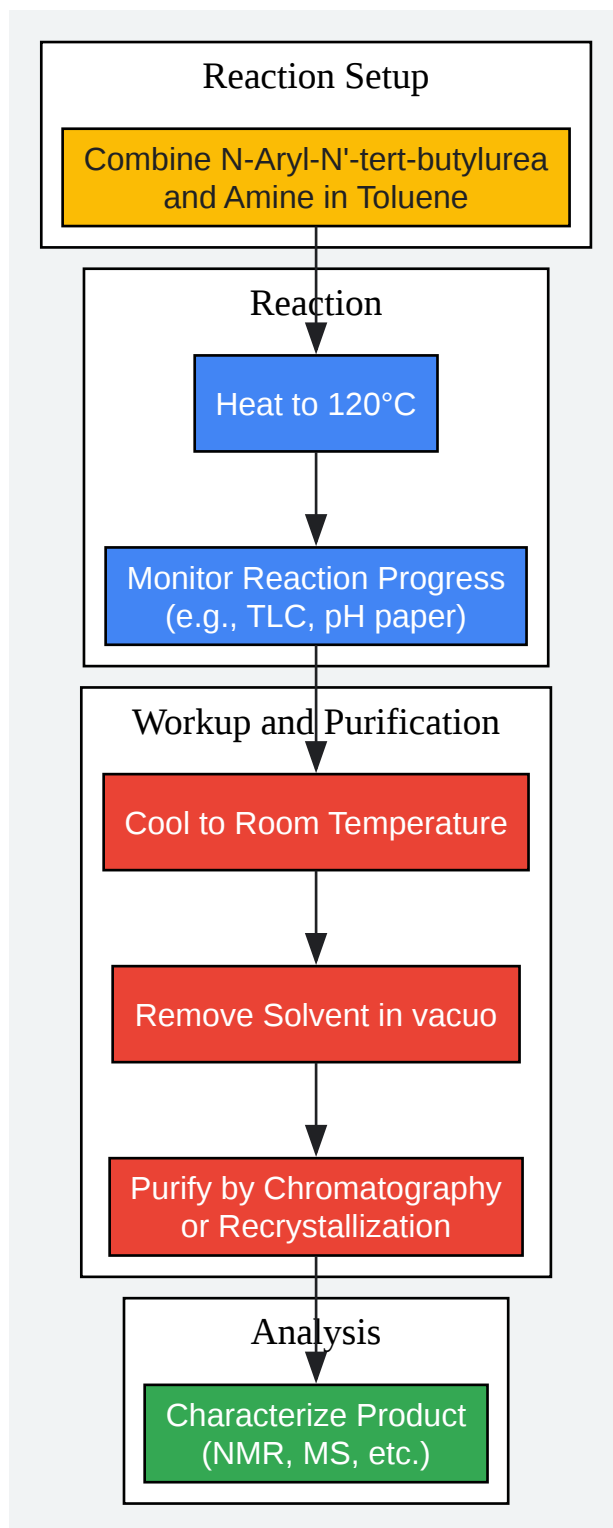 Reaction Setup
Combine N-Aryl-N'-tert-butylurea
and Amine in Toluene
Reaction
Heat to 120°C
Monitor Reaction Progress
(e.g., TLC, pH paper)
Workup and Purification
Cool to Room Temperature
Remove Solvent in vacuo
Purify by Chromatography
or Recrystallization
Analysis
Characterize Product
(NMR, MS, etc.)